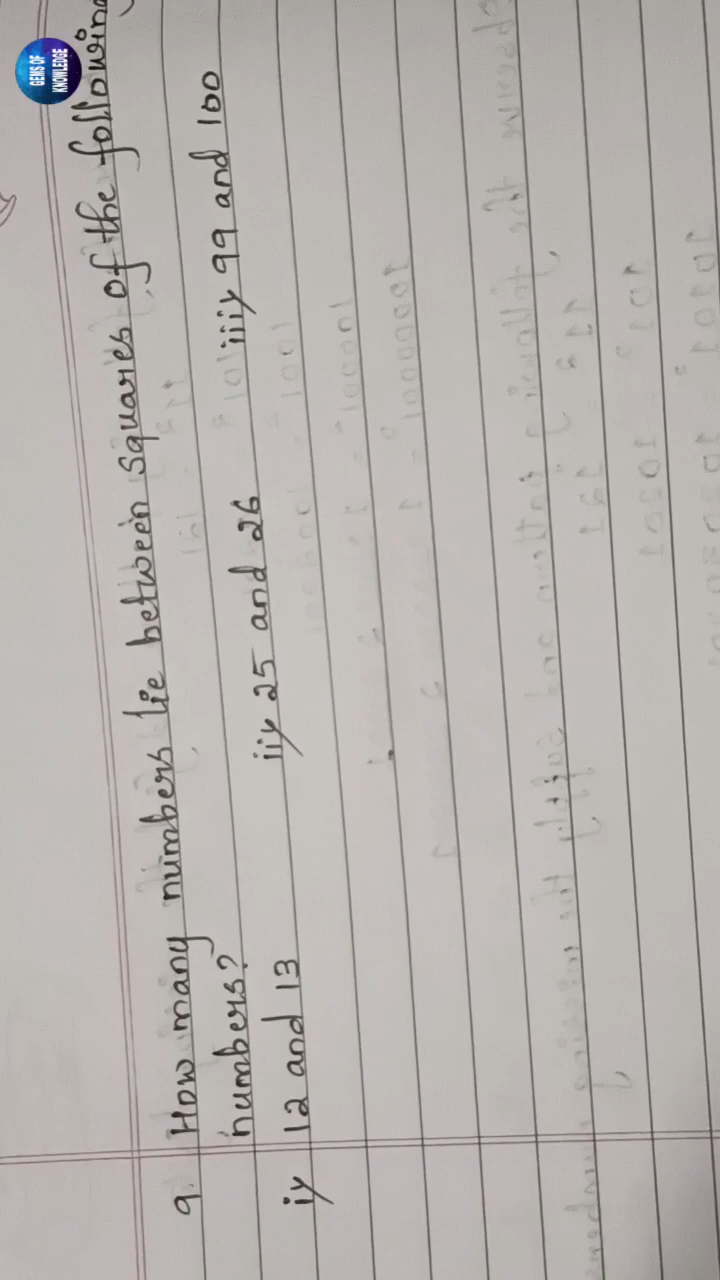 GEMS OF
KNOWLEDGE
9. How many numbers lie between squares of the following
numbers?
i) 12 and 13 ii) 25 and 26 iii) 99 and 100